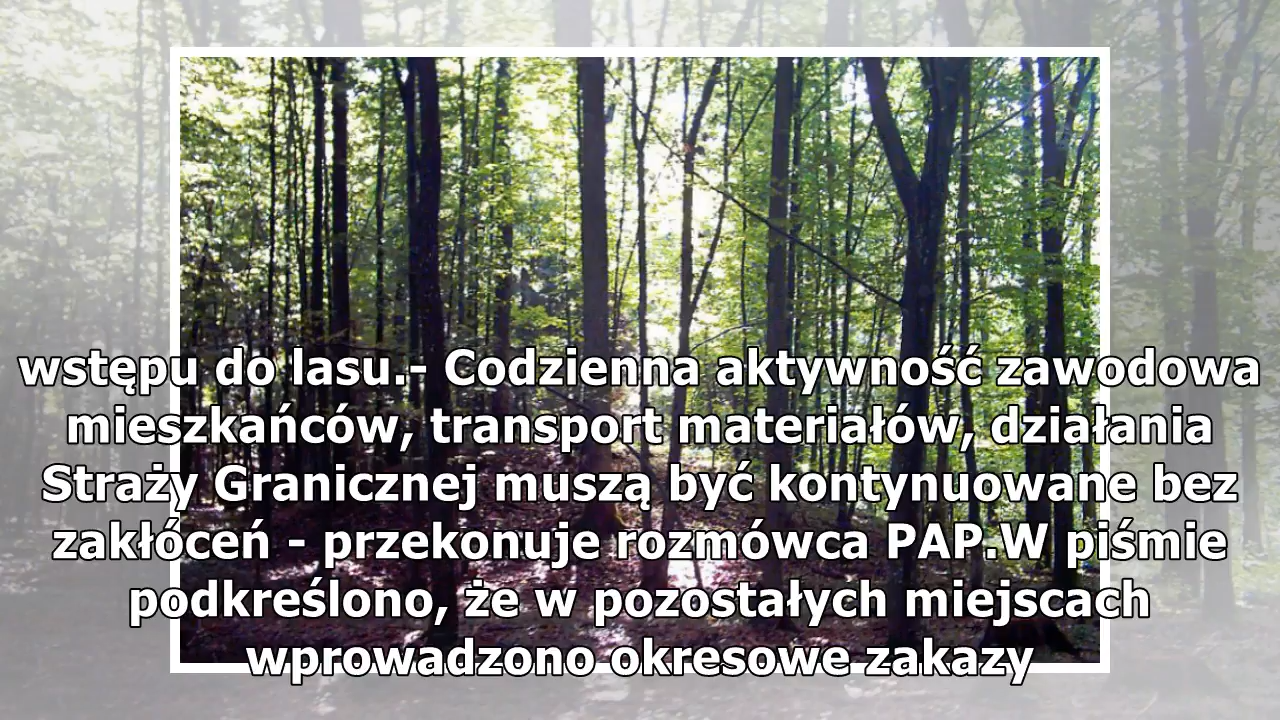 wstępu do lasu.- Codzienna aktywność zawodowa
mieszkańców, transport materiałów, działania
Straży Granicznej muszą być kontynuowane bez
zakłóceń - przekonuje rozmówca PAP.W piśmie
podkreślono, że w pozostałych miejscach
wprowadzono okresowe zakazy